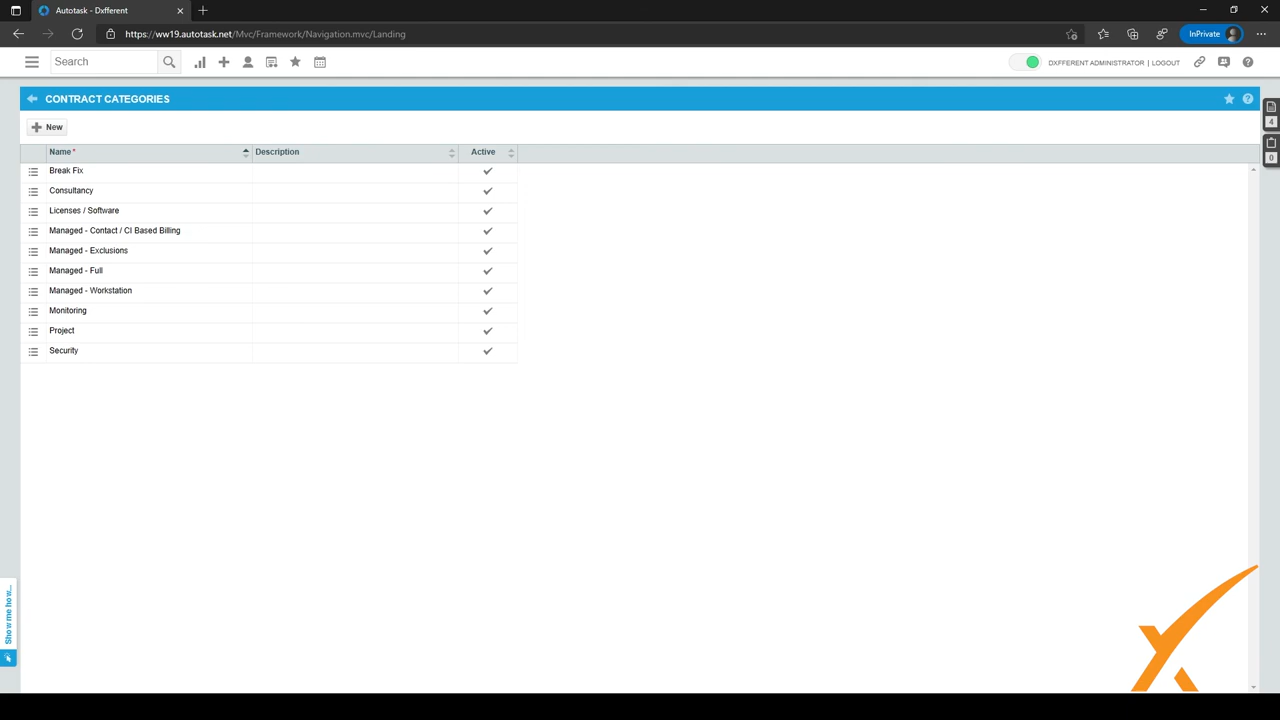 Autotask - Dxfferent
https://ww19.autotask.net/Mvc/Framework/Navigation.mvc/Landing
InPrivate
Search
DXFFERENT ADMINISTRATOR | LOGOUT
CONTRACT CATEGORIES
4
0
New
Name* Description Active
Break Fix
Consultancy
Licenses / Software
Managed - Contact / CI Based Billing
Managed - Exclusions
Managed - Full
Managed - Workstation
Monitoring
Project
Security
Show me how...